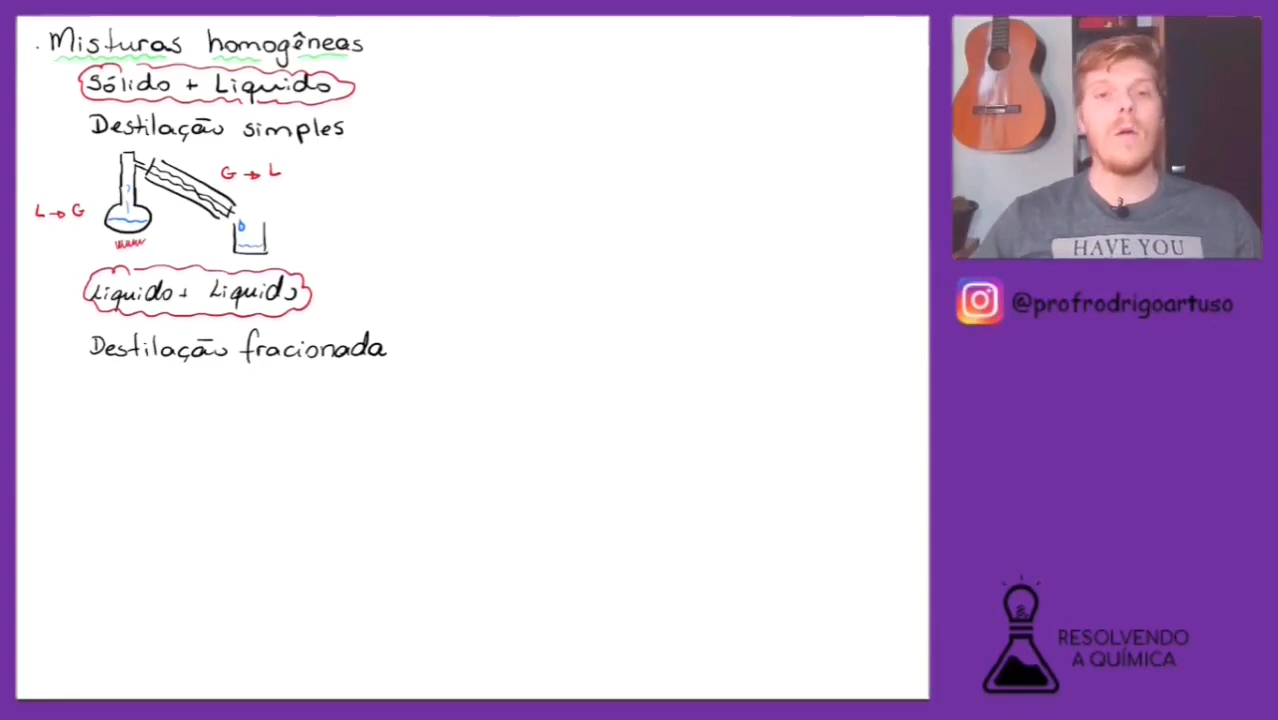 . Misturas homogêneas
Sólido + Líquido
Destilação simples
G → L
L → G
Líquido + Líquido
Destilação fracionada
HAVE YOU
@profrodrigoartuso
RESOLVENDO
A QUÍMICA